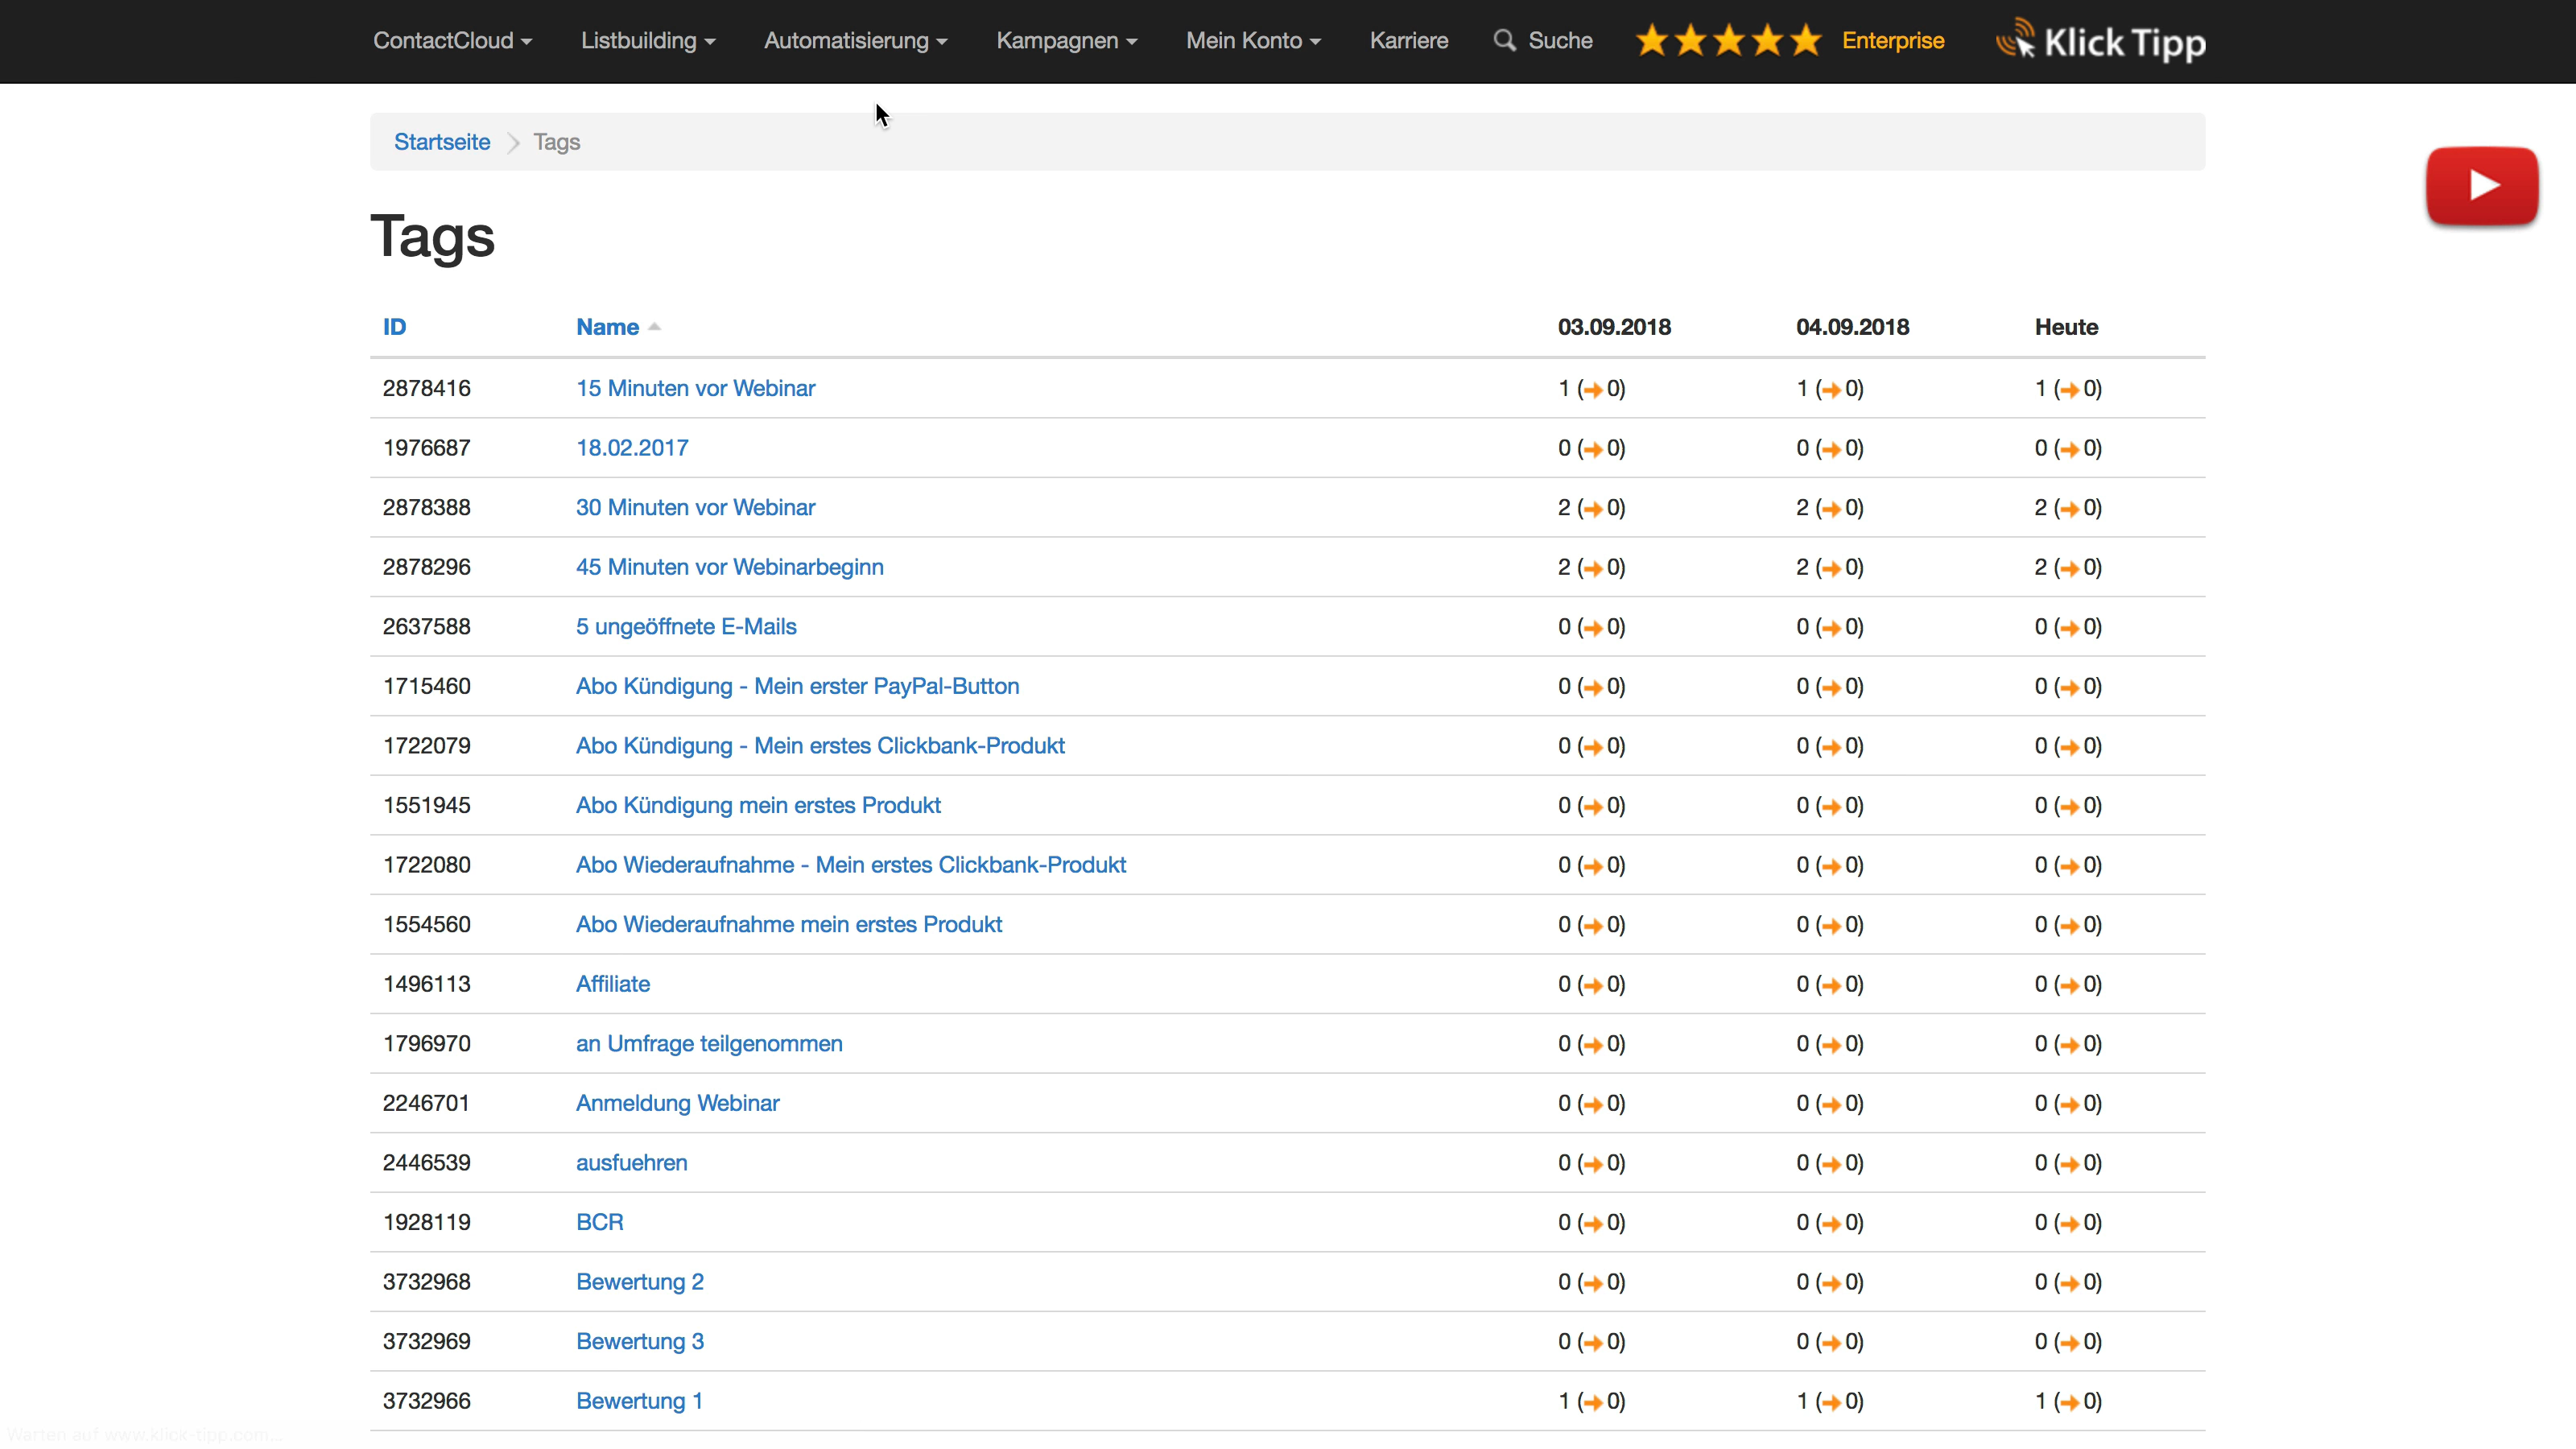 ContactCloud Listbuilding Automatisierung Kampagnen Mein Konto Karriere Suche Enterprise Klick Tipp
Startseite Tags
Tags
ID Name 03.09.2018 04.09.2018 Heute
2878416 15 Minuten vor Webinar 1 (0) 1 (0) 1 (0)
1976687 18.02.2017 0 (0) 0 (0) 0 (0)
2878388 30 Minuten vor Webinar 2 (0) 2 (0) 2 (0)
2878296 45 Minuten vor Webinarbeginn 2 (0) 2 (0) 2 (0)
2637588 5 ungeöffnete E-Mails 0 (0) 0 (0) 0 (0)
1715460 Abo Kündigung - Mein erster PayPal-Button 0 (0) 0 (0) 0 (0)
1722079 Abo Kündigung - Mein erstes Clickbank-Produkt 0 (0) 0 (0) 0 (0)
1551945 Abo Kündigung mein erstes Produkt 0 (0) 0 (0) 0 (0)
1722080 Abo Wiederaufnahme - Mein erstes Clickbank-Produkt 0 (0) 0 (0) 0 (0)
1554560 Abo Wiederaufnahme mein erstes Produkt 0 (0) 0 (0) 0 (0)
1496113 Affiliate 0 (0) 0 (0) 0 (0)
1796970 an Umfrage teilgenommen 0 (0) 0 (0) 0 (0)
2246701 Anmeldung Webinar 0 (0) 0 (0) 0 (0)
2446539 ausfuehren 0 (0) 0 (0) 0 (0)
1928119 BCR 0 (0) 0 (0) 0 (0)
3732968 Bewertung 2 0 (0) 0 (0) 0 (0)
3732969 Bewertung 3 0 (0) 0 (0) 0 (0)
3732966 Bewertung 1 1 (0) 1 (0) 1 (0)
Warten auf www.klick-tipp.com...